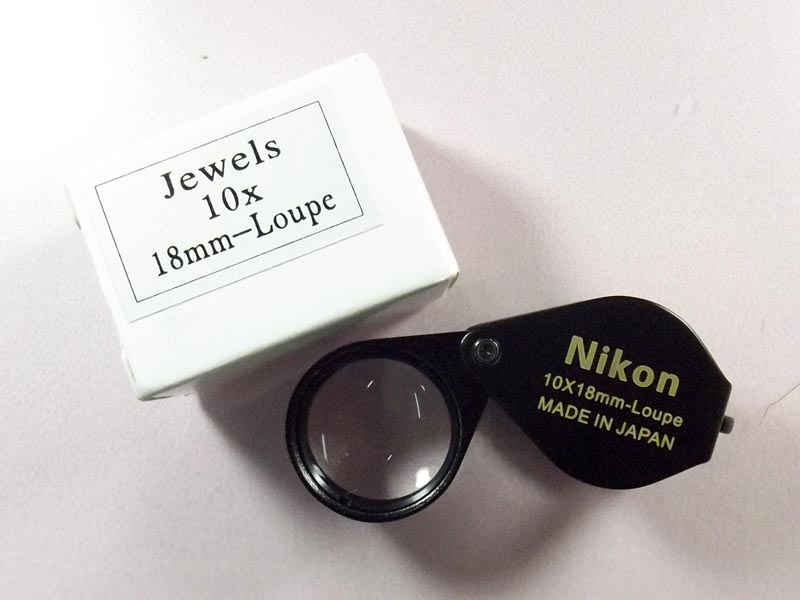 Jewels
10x
18mm-Loupe
Nikon
10X18mm-Loupe
MADE IN JAPAN